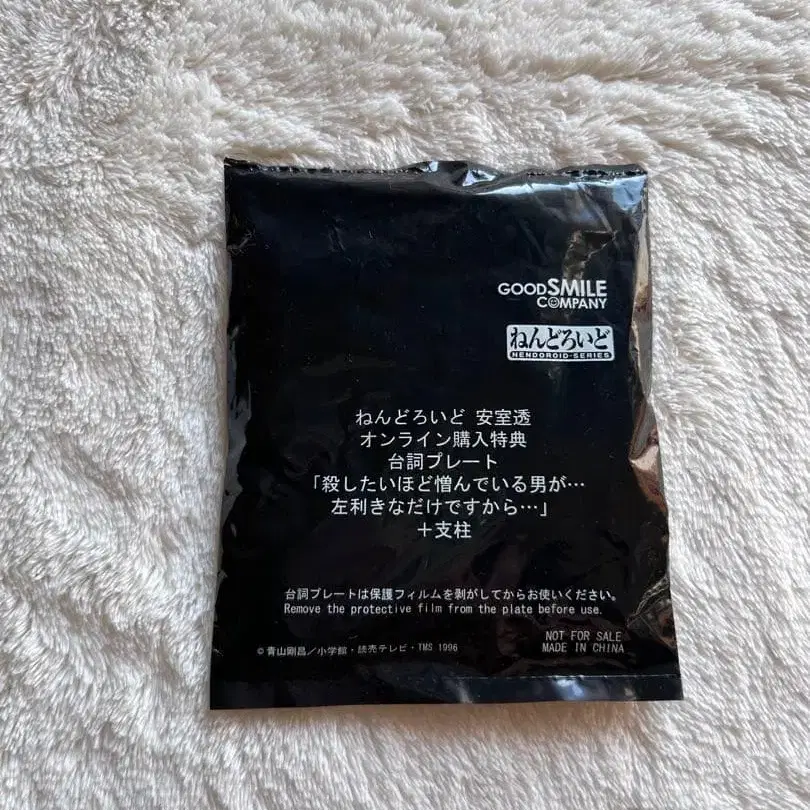 GOODSMILE
COMPANY
ねんどろいど
NENDOROID-SERIES
ねんどろいど 安室透
オンライン購入特典
台詞プレート
「殺したいほど憎んでいる男が…
左利きなだけですから…」
＋支柱
台詞プレートは保護フィルムを剥がしてからお使いください。
Remove the protective film from the plate before use.
NOT FOR SALE
MADE IN CHINA
©青山剛昌／小学館・読売テレビ・TMS 1996